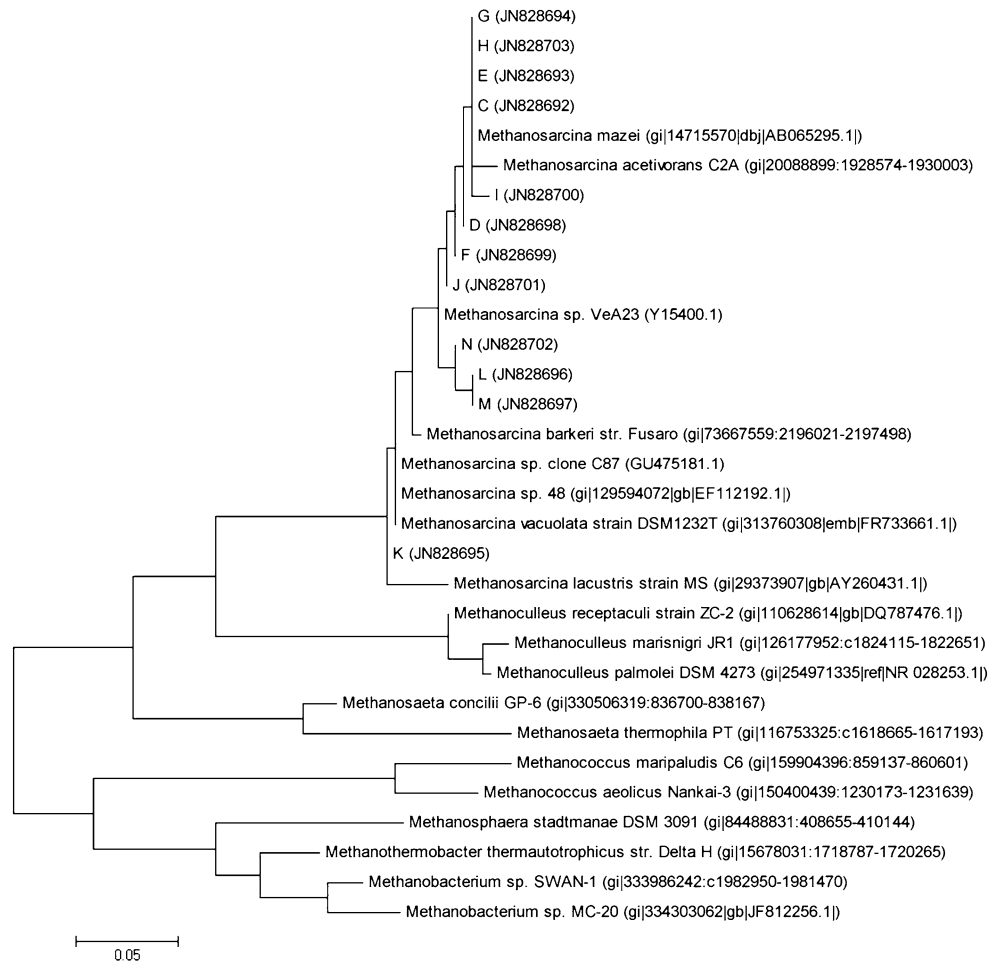 G (JN828694)
H (JN828703)
E (JN828693)
C (JN828692)
Methanosarcina mazei (gi|14715570|dbj|AB065295.1|)
Methanosarcina acetivorans C2A (gi|20088899:1928574-1930003)
I (JN828700)
D (JN828698)
F (JN828699)
J (JN828701)
Methanosarcina sp. VeA23 (Y15400.1)
N (JN828702)
L (JN828696)
M (JN828697)
Methanosarcina barkeri str. Fusaro (gi|73667559:2196021-2197498)
Methanosarcina sp. clone C87 (GU475181.1)
Methanosarcina sp. 48 (gi|129594072|gb|EF112192.1|)
Methanosarcina vacuolata strain DSM1232T (gi|313760308|emb|FR733661.1|)
K (JN828695)
Methanosarcina lacustris strain MS (gi|29373907|gb|AY260431.1|)
Methanoculleus receptaculi strain ZC-2 (gi|110628614|gb|DQ787476.1|)
Methanoculleus marisnigri JR1 (gi|126177952:c1824115-1822651)
Methanoculleus palmolei DSM 4273 (gi|254971335|ref|NR 028253.1|)
Methanosaeta concilii GP-6 (gi|330506319:836700-838167)
Methanosaeta thermophila PT (gi|116753325:c1618665-1617193)
Methanococcus maripaludis C6 (gi|159904396:859137-860601)
Methanococcus aeolicus Nankai-3 (gi|150400439:1230173-1231639)
Methanosphaera stadtmanae DSM 3091 (gi|84488831:408655-410144)
Methanothermobacter thermautotrophicus str. Delta H (gi|15678031:1718787-1720265)
Methanobacterium sp. SWAN-1 (gi|333986242:c1982950-1981470)
Methanobacterium sp. MC-20 (gi|334303062|gb|JF812256.1|)
0.05